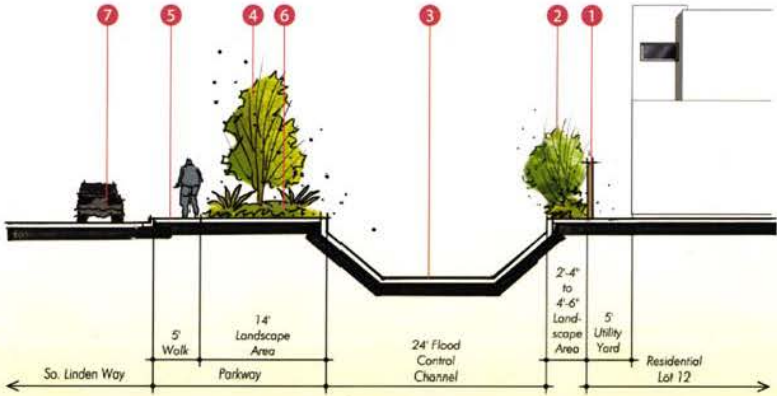 7 5 4 6 3 2 1
5'
Walk
14'
Landscape
Area
24' Flood
Control
Channel
2'-4"
to
4'-6"
Land-
scape
Area
5'
Utility
Yard
So. Linden Way
Parkway
Residential
Lot 12